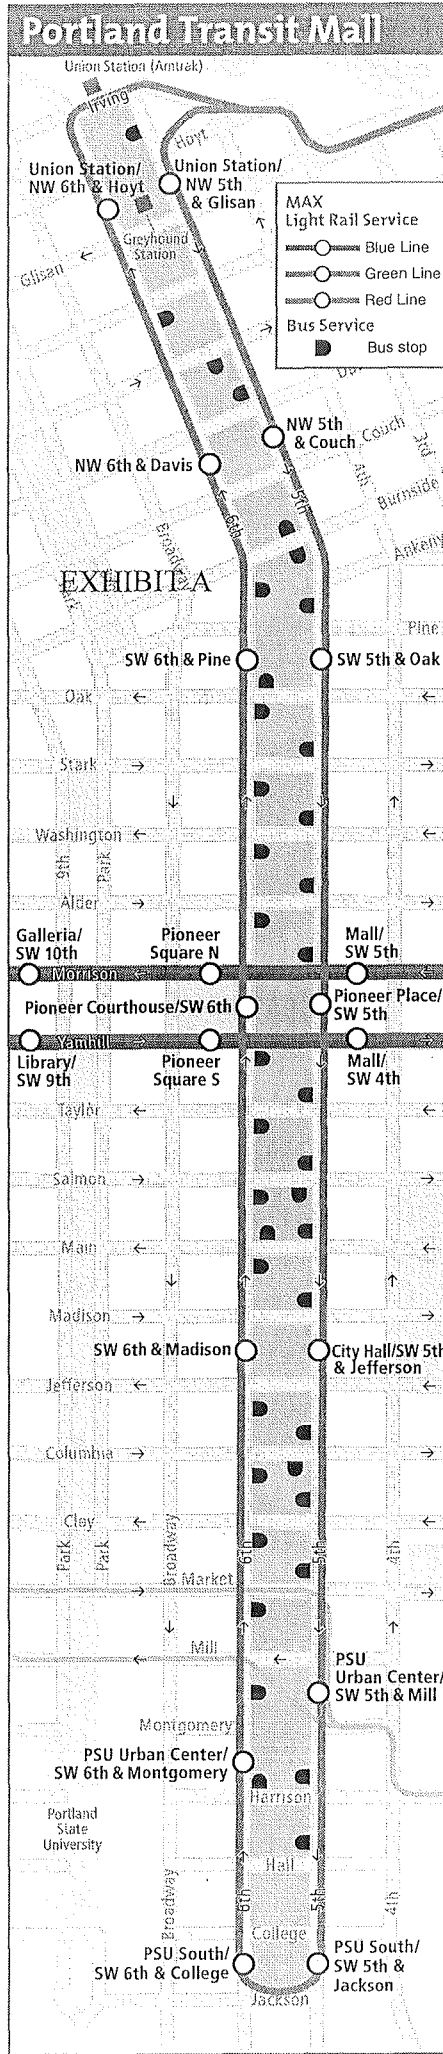 Portland Transit Mall
Union Station (Amtrak)
Irving
Hoyt
Union Station/
NW 6th & Hoyt
Union Station/
NW 5th
& Glisan
MAX
Light Rail Service
Blue Line
Green Line
Red Line
Bus Service
Bus stop
Greyhound
Station
Glisan
NW 5th
& Couch
Couch
3rd
4th
NW 6th & Davis
Burnside
5th
6th
Broadway
Ankeny
EXHIBIT A
Pine
SW 6th & Pine
SW 5th & Oak
Oak
Stark
Washington
9th
Park
Alder
Galleria/
SW 10th
Pioneer
Square N
Mall/
SW 5th
Morrison
Pioneer Courthouse/SW 6th
Pioneer Place/
SW 5th
Yamhill
Library/
SW 9th
Pioneer
Square S
Mall/
SW 4th
Taylor
Salmon
Main
Madison
SW 6th & Madison
City Hall/SW 5th
& Jefferson
Jefferson
Columbia
Clay
Park
Park
Broadway
6th
5th
4th
Market
Mill
PSU
Urban Center/
SW 5th & Mill
Montgomery
PSU Urban Center/
SW 6th & Montgomery
Harrison
Portland
State
University
Hall
Broadway
6th
5th
4th
College
PSU South/
SW 6th & College
PSU South/
SW 5th &
Jackson
Jackson